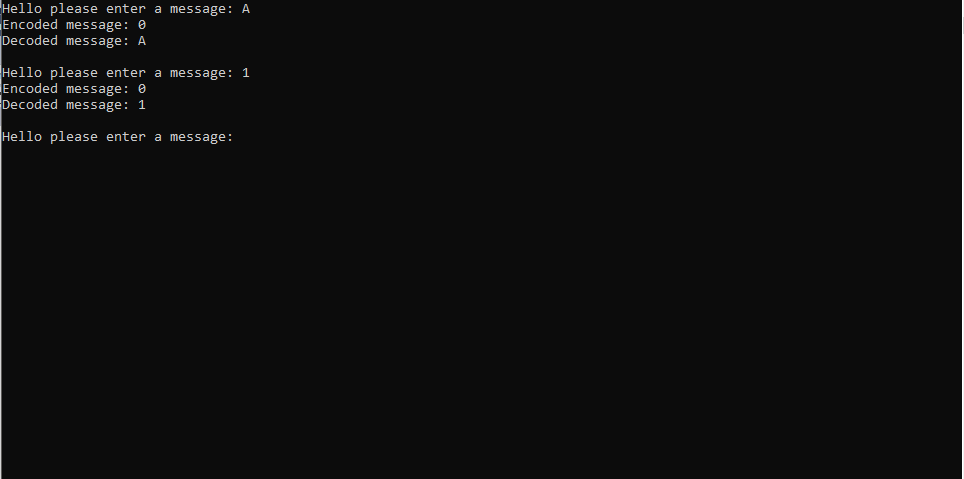 Hello please enter a message: A
Encoded message: 0
Decoded message: A
Hello please enter a message: 1
Encoded message: 0
Decoded message: 1
Hello please enter a message: